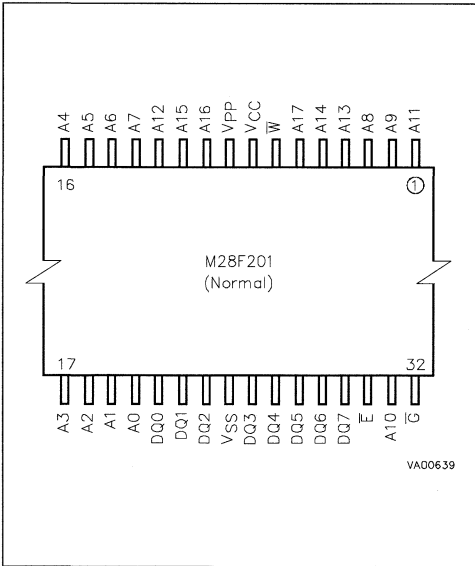 A4 A5 A6 A7 A12 A15 A16 VPP VCC W̅ A17 A14 A13 A8 A9 A11
16 1
M28F201
(Normal)
17 32
A3 A2 A1 A0 DQ0 DQ1 DQ2 VSS DQ3 DQ4 DQ5 DQ6 DQ7 E̅ A10 G̅
VA00639